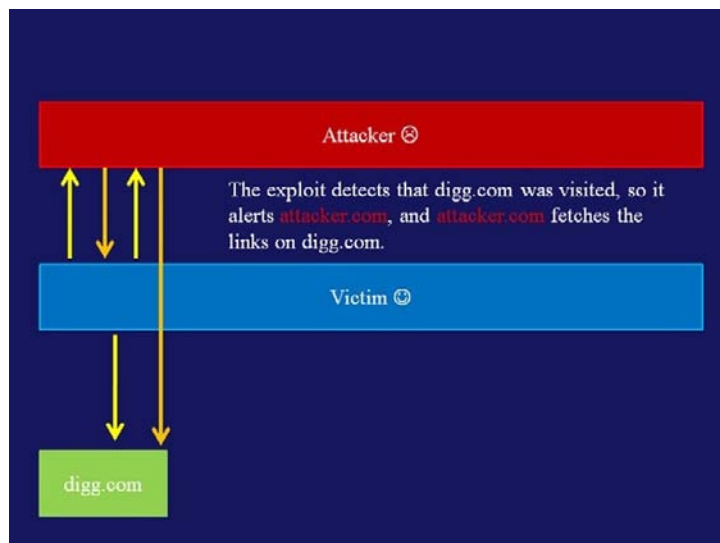 Attacker ☹
The exploit detects that digg.com was visited, so it
alerts attacker.com, and attacker.com fetches the
links on digg.com.
Victim ☺
digg.com